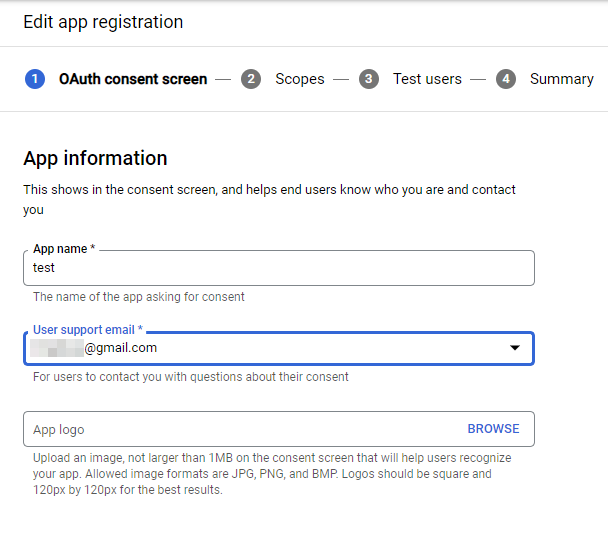 Edit app registration
1 OAuth consent screen — 2 Scopes — 3 Test users — 4 Summary
App information
This shows in the consent screen, and helps end users know who you are and contact
you
App name *
test
The name of the app asking for consent
User support email *
@gmail.com
For users to contact you with questions about their consent
App logo BROWSE
Upload an image, not larger than 1MB on the consent screen that will help users recognize
your app. Allowed image formats are JPG, PNG, and BMP. Logos should be square and
120px by 120px for the best results.